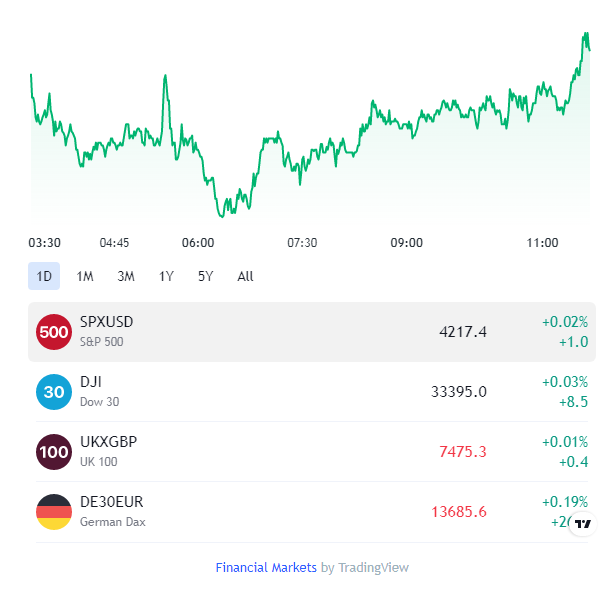 03:30 04:45 06:00 07:30 09:00 11:00
1D 1M 3M 1Y 5Y All
500 SPXUSD 4217.4 +0.02%
S&P 500 +1.0
30 DJI 33395.0 +0.03%
Dow 30 +8.5
100 UKXGBP 7475.3 +0.01%
UK 100 +0.4
DE30EUR 13685.6 +0.19%
German Dax
Financial Markets by TradingView